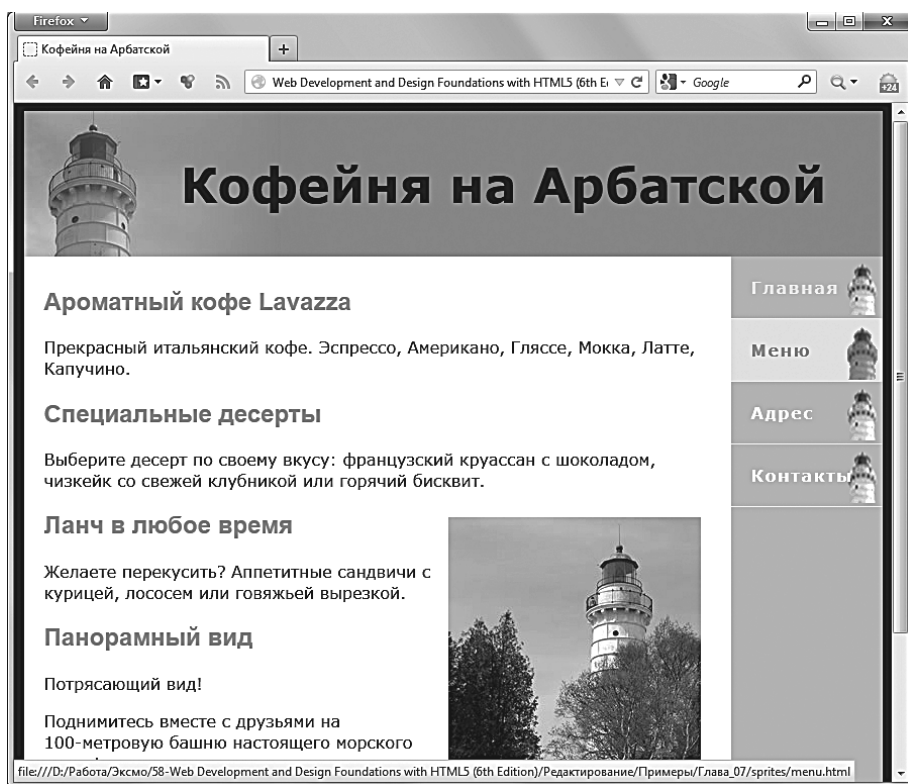 Firefox
Кофейня на Арбатской
Web Development and Design Foundations with HTML5 (6th E
Google
+24
Кофейня на Арбатской
Главная
Меню
Адрес
Контакты
Ароматный кофе Lavazza
Прекрасный итальянский кофе. Эспрессо, Американо, Гляссе, Мокка, Латте,
Капучино.
Специальные десерты
Выберите десерт по своему вкусу: французский круассан с шоколадом,
чизкейк со свежей клубникой или горячий бисквит.
Ланч в любое время
Желаете перекусить? Аппетитные сандвичи с
курицей, лососем или говяжьей вырезкой.
Панорамный вид
Потрясающий вид!
Поднимитесь вместе с друзьями на
100-метровую башню настоящего морского
file:///D:/Работа/Эксмо/58-Web Development and Design Foundations with HTML5 (6th Edition)/Редактирование/Примеры/Глава_07/sprites/menu.html